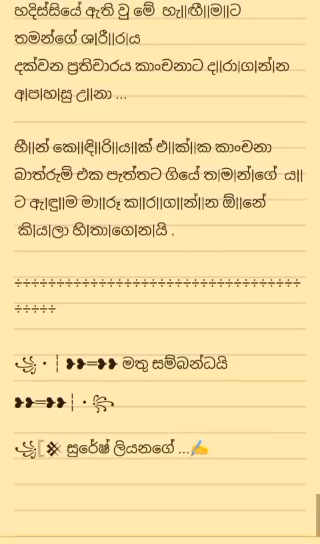 හදිස්සියේ ඇති වු මේ හැ||ඟී||ම||ට
තමන්ගේ ශ|රී||ර|ය
දක්වන ප්‍රතිචාරය කාංචනාට ද||රා|ග|න්|න
අ|ප|හ|සු උ||නා ...
හී||න් කෙ||ඳි||රි||ය||ක් එ||ක්||ක කාංචනා
බාත්රුම් එක පැත්තට ගියේ ත|ම|න්|ගේ ය||
ට ඇ|ඳු||ම මා||රූ ක||ර||ග||න්||න ඕ||නේ
කි|ය|ලා හි|තා|ගෙ|න|යි .
÷÷÷÷÷÷÷÷÷÷÷÷÷÷÷÷÷÷÷÷÷÷÷÷÷÷÷÷÷÷÷÷÷÷
÷÷÷÷÷
꧁ • ┆ ❥❥═❥❥ මතු සම්බන්ධයි
❥❥═❥❥ ┆ • ꧂
꧁ සුරේෂ් ලියනගේ ...✍️